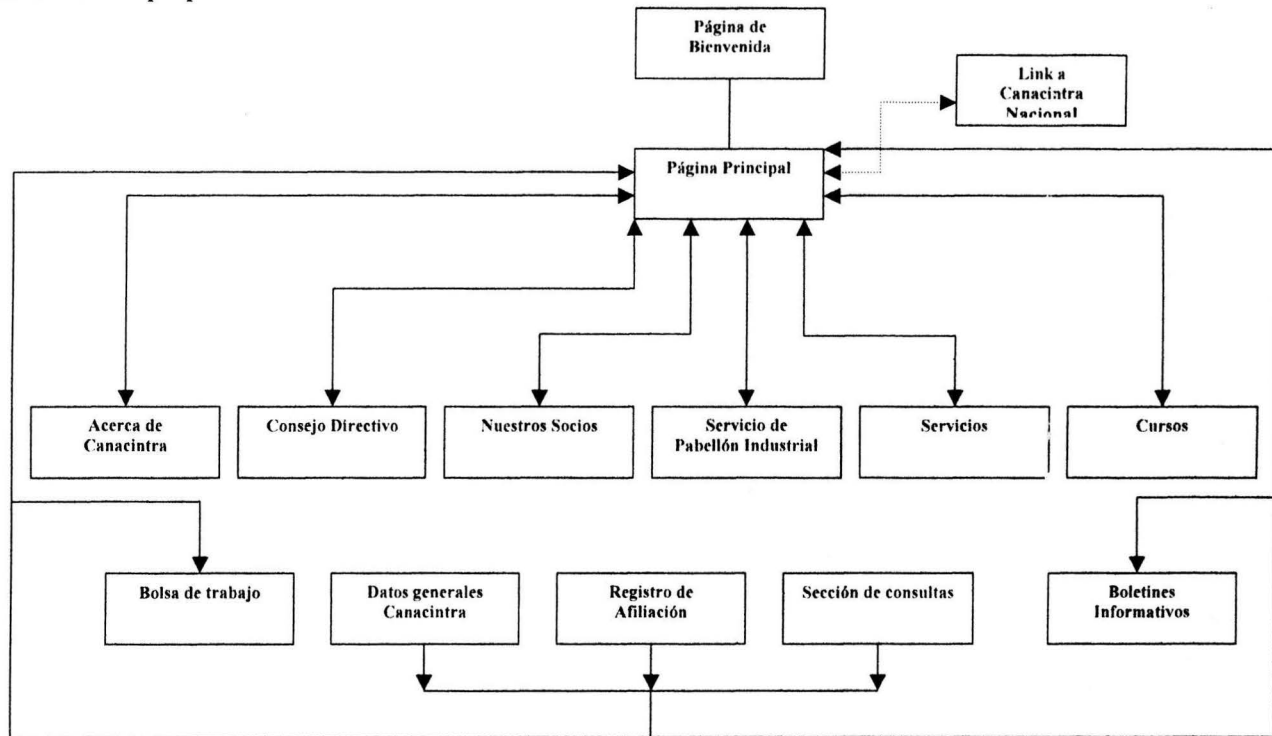 Página de
Bienvenida
Link a
Canacintra
Nacional
Página Principal
Acerca de
Canacintra
Consejo Directivo
Nuestros Socios
Servicio de
Pabellón Industrial
Servicios
Cursos
Bolsa de trabajo
Datos generales
Canacintra
Registro de
Afiliación
Sección de consultas
Boletines
Informativos